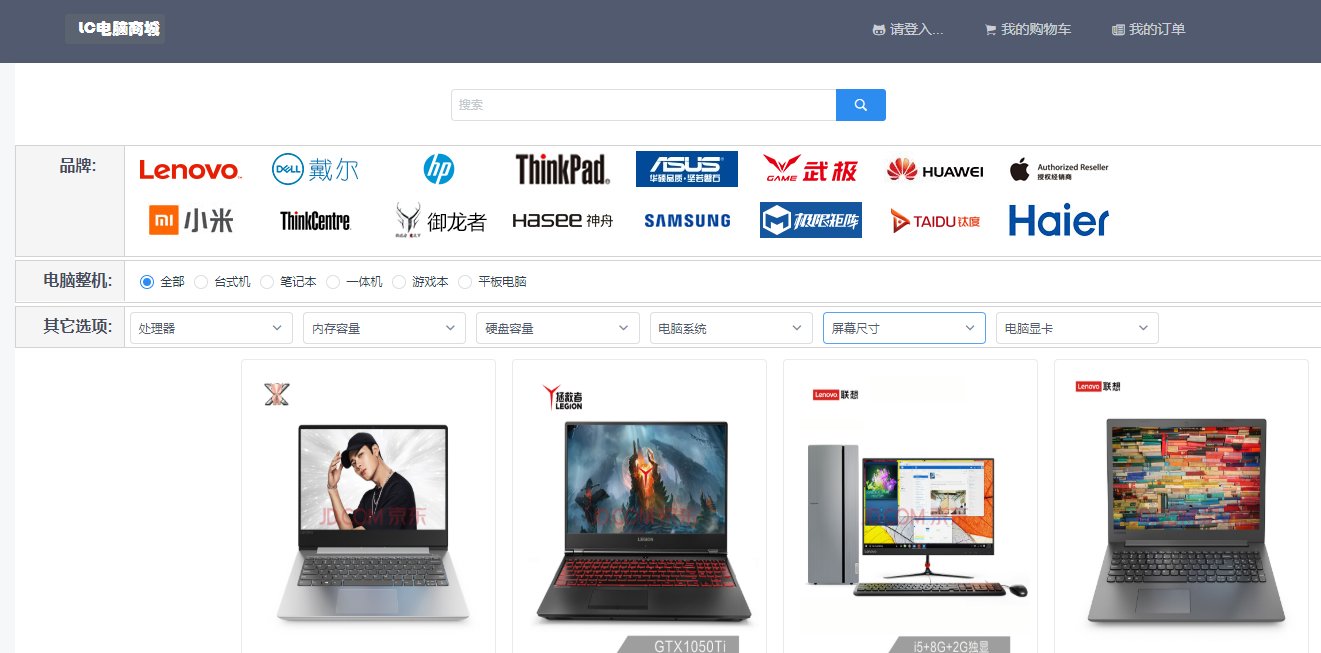 LC电脑商城
请登入...
我的购物车
我的订单
搜索
品牌:
Lenovo
DELL 戴尔
hp
ThinkPad
ASUS
华硕品质·坚若磐石
GAME 武极
HUAWEI
Authorized Reseller
授权经销商
mi 小米
ThinkCentre
御龙者
HASEE 神舟
SAMSUNG
极限矩阵
TAIDU 钛度
Haier
电脑整机:
全部
台式机
笔记本
一体机
游戏本
平板电脑
其它选项:
处理器
内存容量
硬盘容量
电脑系统
屏幕尺寸
电脑显卡
拯救者
LEGION
Lenovo 联想
Lenovo 联想
JD.COM 京东
LEGION
GTX1050Ti
i5+8G+2G独显